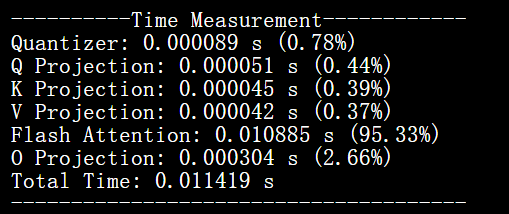 ----------Time Measurement------------
Quantizer: 0.000089 s (0.78%)
Q Projection: 0.000051 s (0.44%)
K Projection: 0.000045 s (0.39%)
V Projection: 0.000042 s (0.37%)
Flash Attention: 0.010885 s (95.33%)
O Projection: 0.000304 s (2.66%)
Total Time: 0.011419 s
--------------------------------------